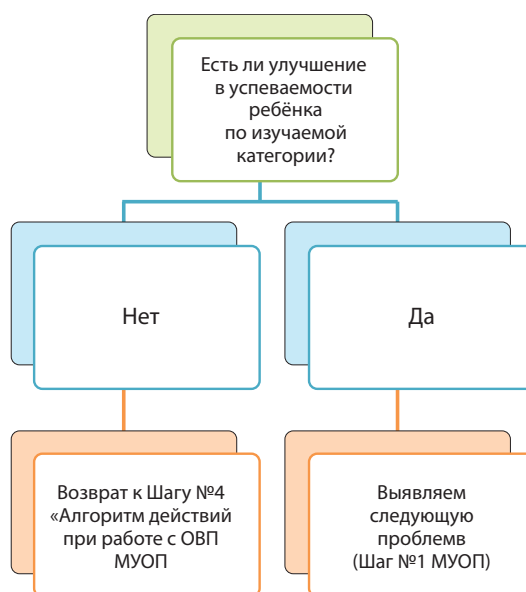 Есть ли улучшение
в успеваемости
ребёнка
по изучаемой
категории?
Нет
Да
Возврат к Шагу №4
«Алгоритм действий
при работе с ОВП
МУОП
Выявляем
следующую
проблемв
(Шаг №1 МУОП)